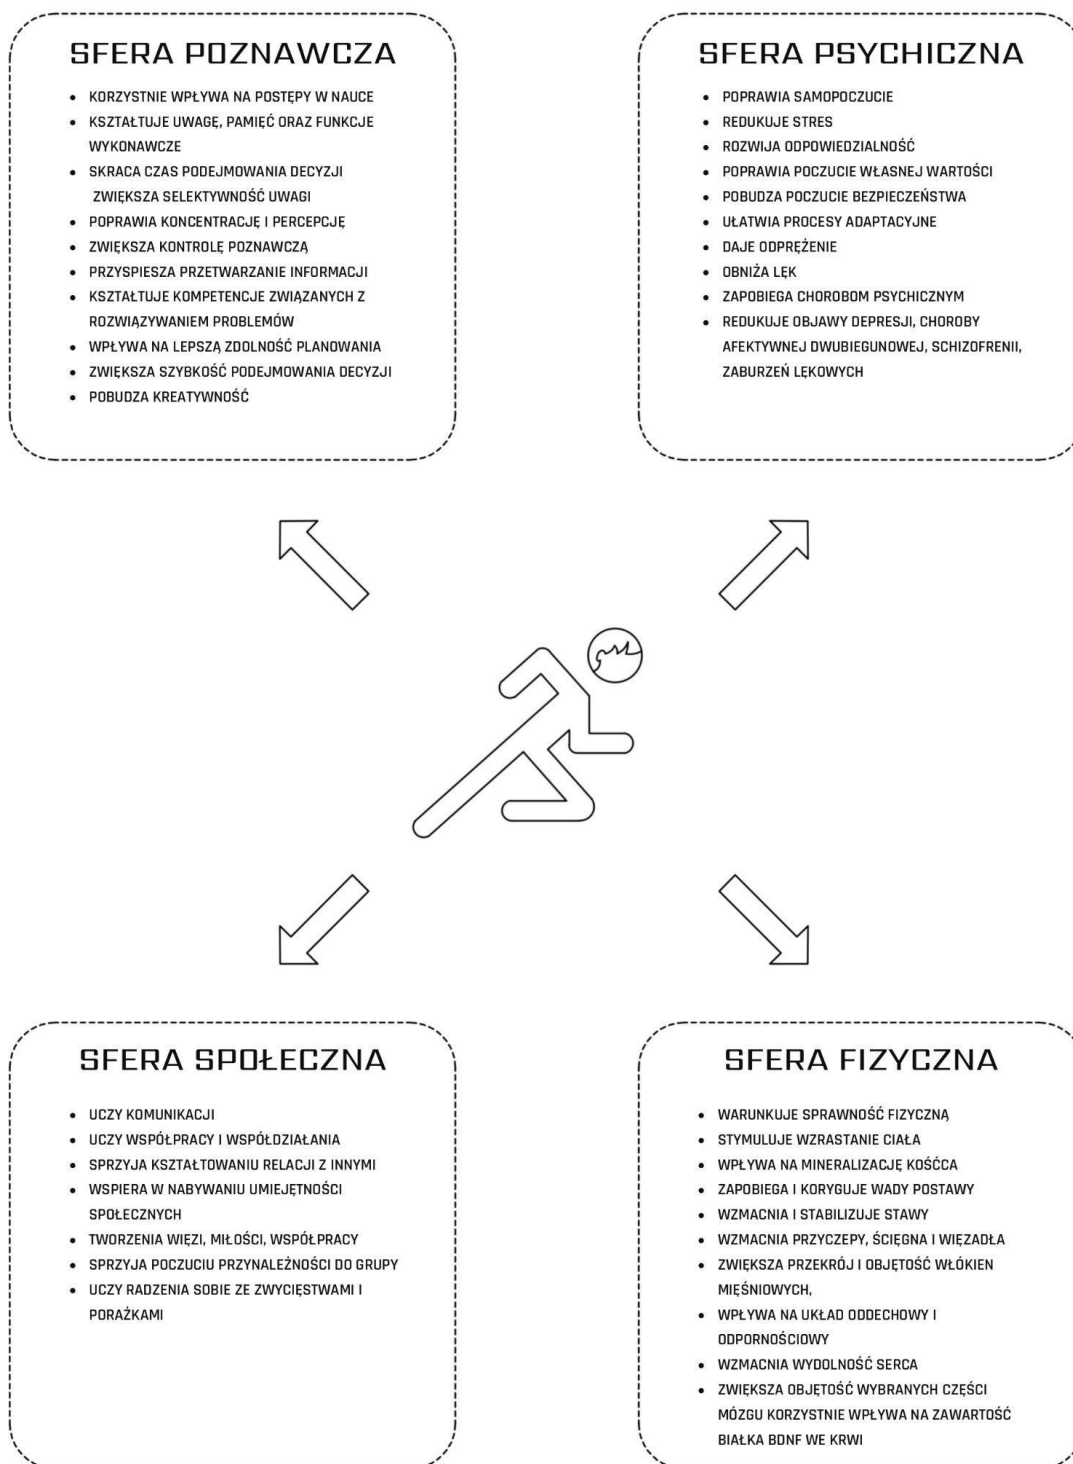 SFERA POZNAWCZA
• KORZYSTNIE WPŁYWA NA POSTĘPY W NAUCE
• KSZTAŁTUJE UWAGĘ, PAMIĘĆ ORAZ FUNKCJE
WYKONAWCZE
• SKRACA CZAS PODEJMOWANIA DECYZJI
ZWIĘKSZA SELEKTYWNOŚĆ UWAGI
• POPRAWIA KONCENTRACJĘ I PERCEPCJĘ
• ZWIĘKSZA KONTROLĘ POZNAWCZĄ
• PRZYSPIESZA PRZETWARZANIE INFORMACJI
• KSZTAŁTUJE KOMPETENCJE ZWIĄZANYCH Z
ROZWIĄZYWANIEM PROBLEMÓW
• WPŁYWA NA LEPSZĄ ZDOLNOŚĆ PLANOWANIA
• ZWIĘKSZA SZYBKOŚĆ PODEJMOWANIA DECYZJI
• POBUDZA KREATYWNOŚĆ
SFERA PSYCHICZNA
• POPRAWIA SAMOPOCZUCIE
• REDUKUJE STRES
• ROZWIJA ODPOWIEDZIALNOŚĆ
• POPRAWIA POCZUCIE WŁASNEJ WARTOŚCI
• POBUDZA POCZUCIE BEZPIECZEŃSTWA
• UŁATWIA PROCESY ADAPTACYJNE
• DAJE ODPRĘŻENIE
• OBNIŻA LĘK
• ZAPOBIEGA CHOROBOM PSYCHICZNYM
• REDUKUJE OBJAWY DEPRESJI, CHOROBY
AFEKTYWNEJ DWUBIEGUNOWEJ, SCHIZOFRENII,
ZABURZEŃ LĘKOWYCH
SFERA SPOŁECZNA
• UCZY KOMUNIKACJI
• UCZY WSPÓŁPRACY I WSPÓŁDZIAŁANIA
• SPRZYJA KSZTAŁTOWANIU RELACJI Z INNYMI
• WSPIERA W NABYWANIU UMIEJĘTNOŚCI
SPOŁECZNYCH
• TWORZENIA WIĘZI, MIŁOŚCI, WSPÓŁPRACY
• SPRZYJA POCZUCIU PRZYNALEŻNOŚCI DO GRUPY
• UCZY RADZENIA SOBIE ZE ZWYCIĘSTWAMI I
PORAŻKAMI
SFERA FIZYCZNA
• WARUNKUJE SPRAWNOŚĆ FIZYCZNĄ
• STYMULUJE WZRASTANIE CIAŁA
• WPŁYWA NA MINERALIZACJĘ KOŚĆCA
• ZAPOBIEGA I KORYGUJE WADY POSTAWY
• WZMACNIA I STABILIZUJE STAWY
• WZMACNIA PRZYCZEPY, ŚCIĘGNA I WIĘZADŁA
• ZWIĘKSZA PRZEKRÓJ I OBJĘTOŚĆ WŁÓKIEN
MIĘŚNIOWYCH,
• WPŁYWA NA UKŁAD ODDECHOWY I
ODPORNOŚCIOWY
• WZMACNIA WYDOLNOŚĆ SERCA
• ZWIĘKSZA OBJĘTOŚĆ WYBRANYCH CZĘŚCI
MÓZGU KORZYSTNIE WPŁYWA NA ZAWARTOŚĆ
BIAŁKA BDNF WE KRWI